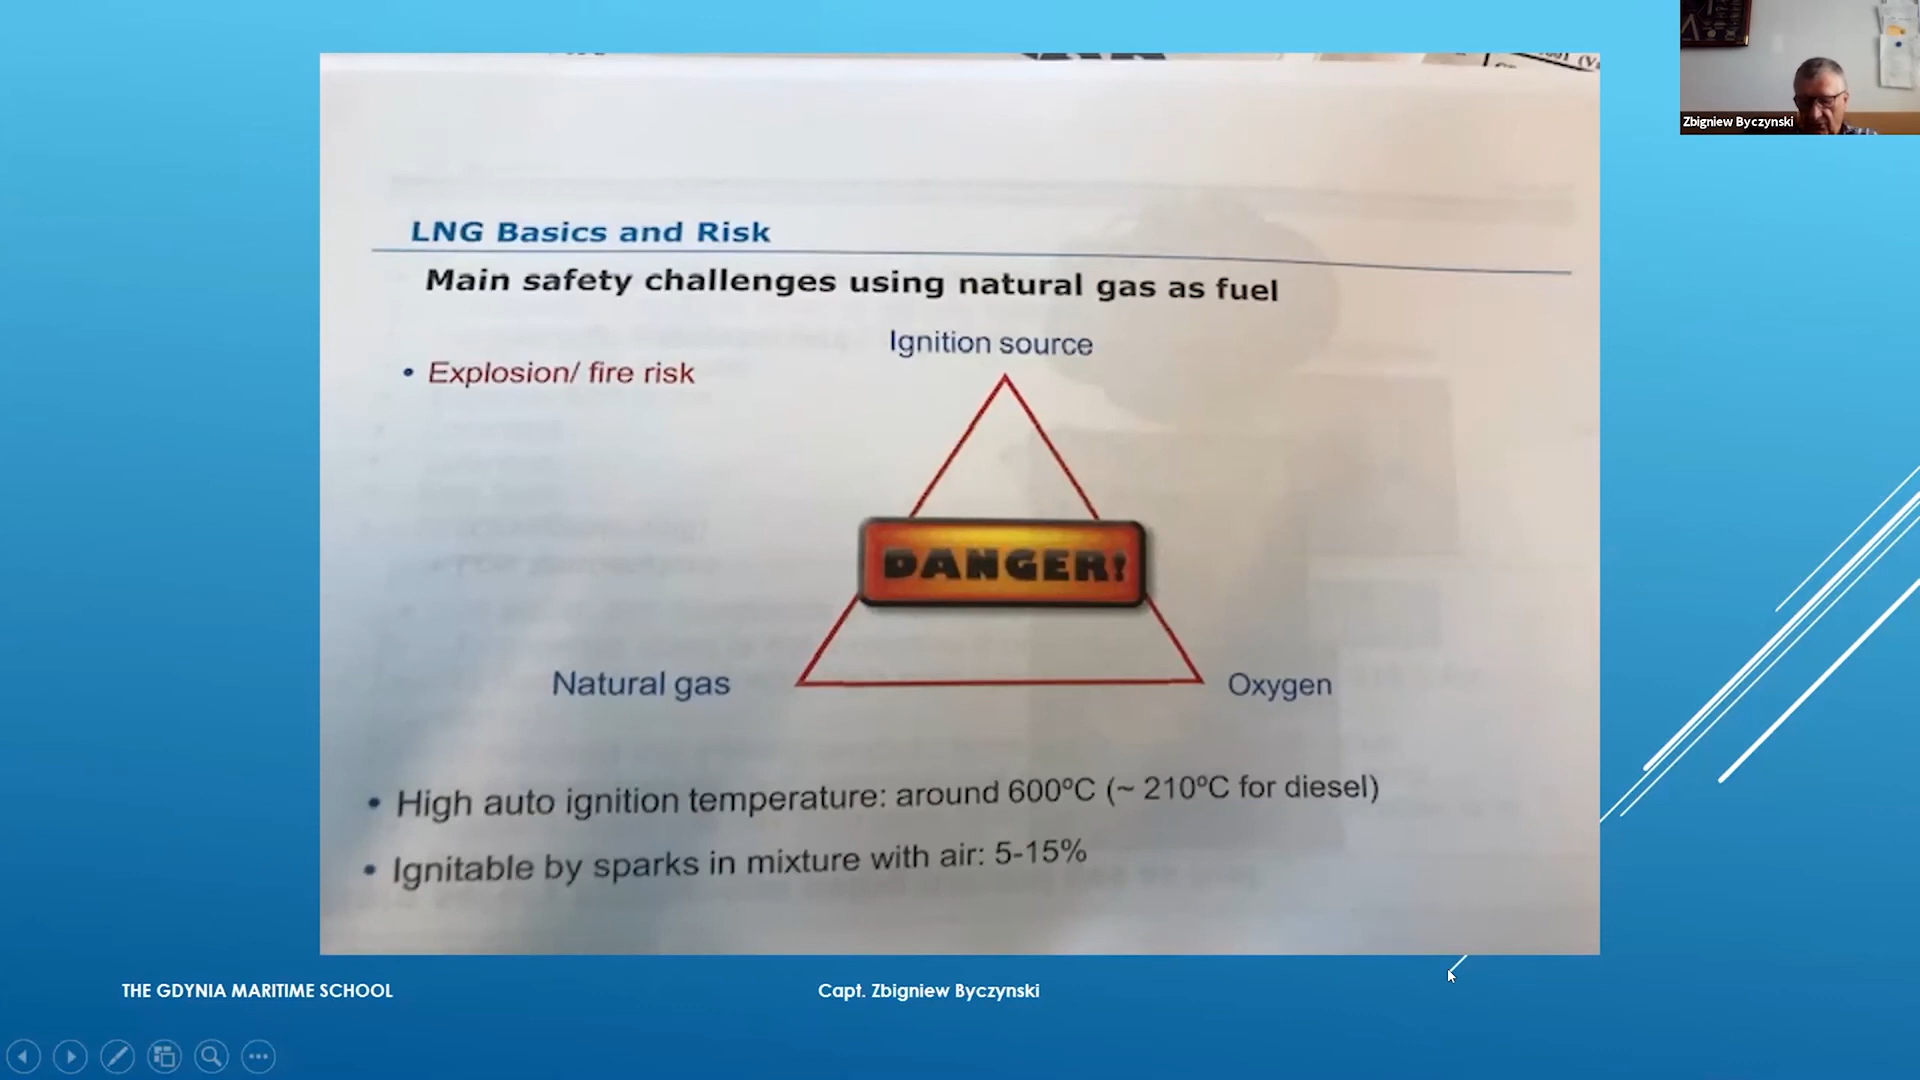 Zbigniew Byczynski
LNG Basics and Risk
Main safety challenges using natural gas as fuel
Ignition source
• Explosion/ fire risk
DANGER!
Natural gas
Oxygen
• High auto ignition temperature: around 600ºC (~ 210ºC for diesel)
• Ignitable by sparks in mixture with air: 5-15%
THE GDYNIA MARITIME SCHOOL
Capt. Zbigniew Byczynski